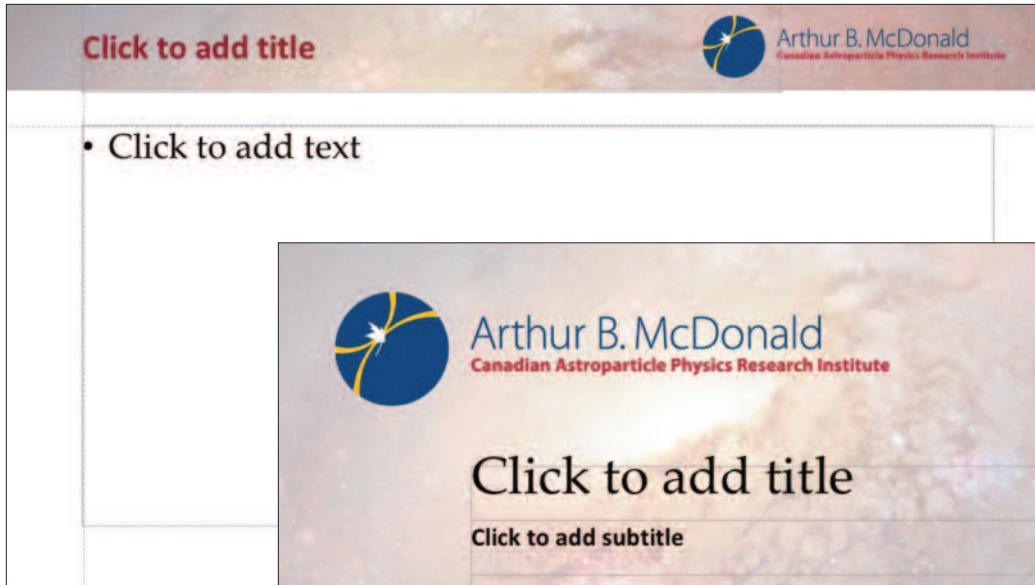 Click to add title
Arthur B. McDonald
Canadian Astroparticle Physics Research Institute
• Click to add text
Arthur B. McDonald
Canadian Astroparticle Physics Research Institute
Click to add title
Click to add subtitle